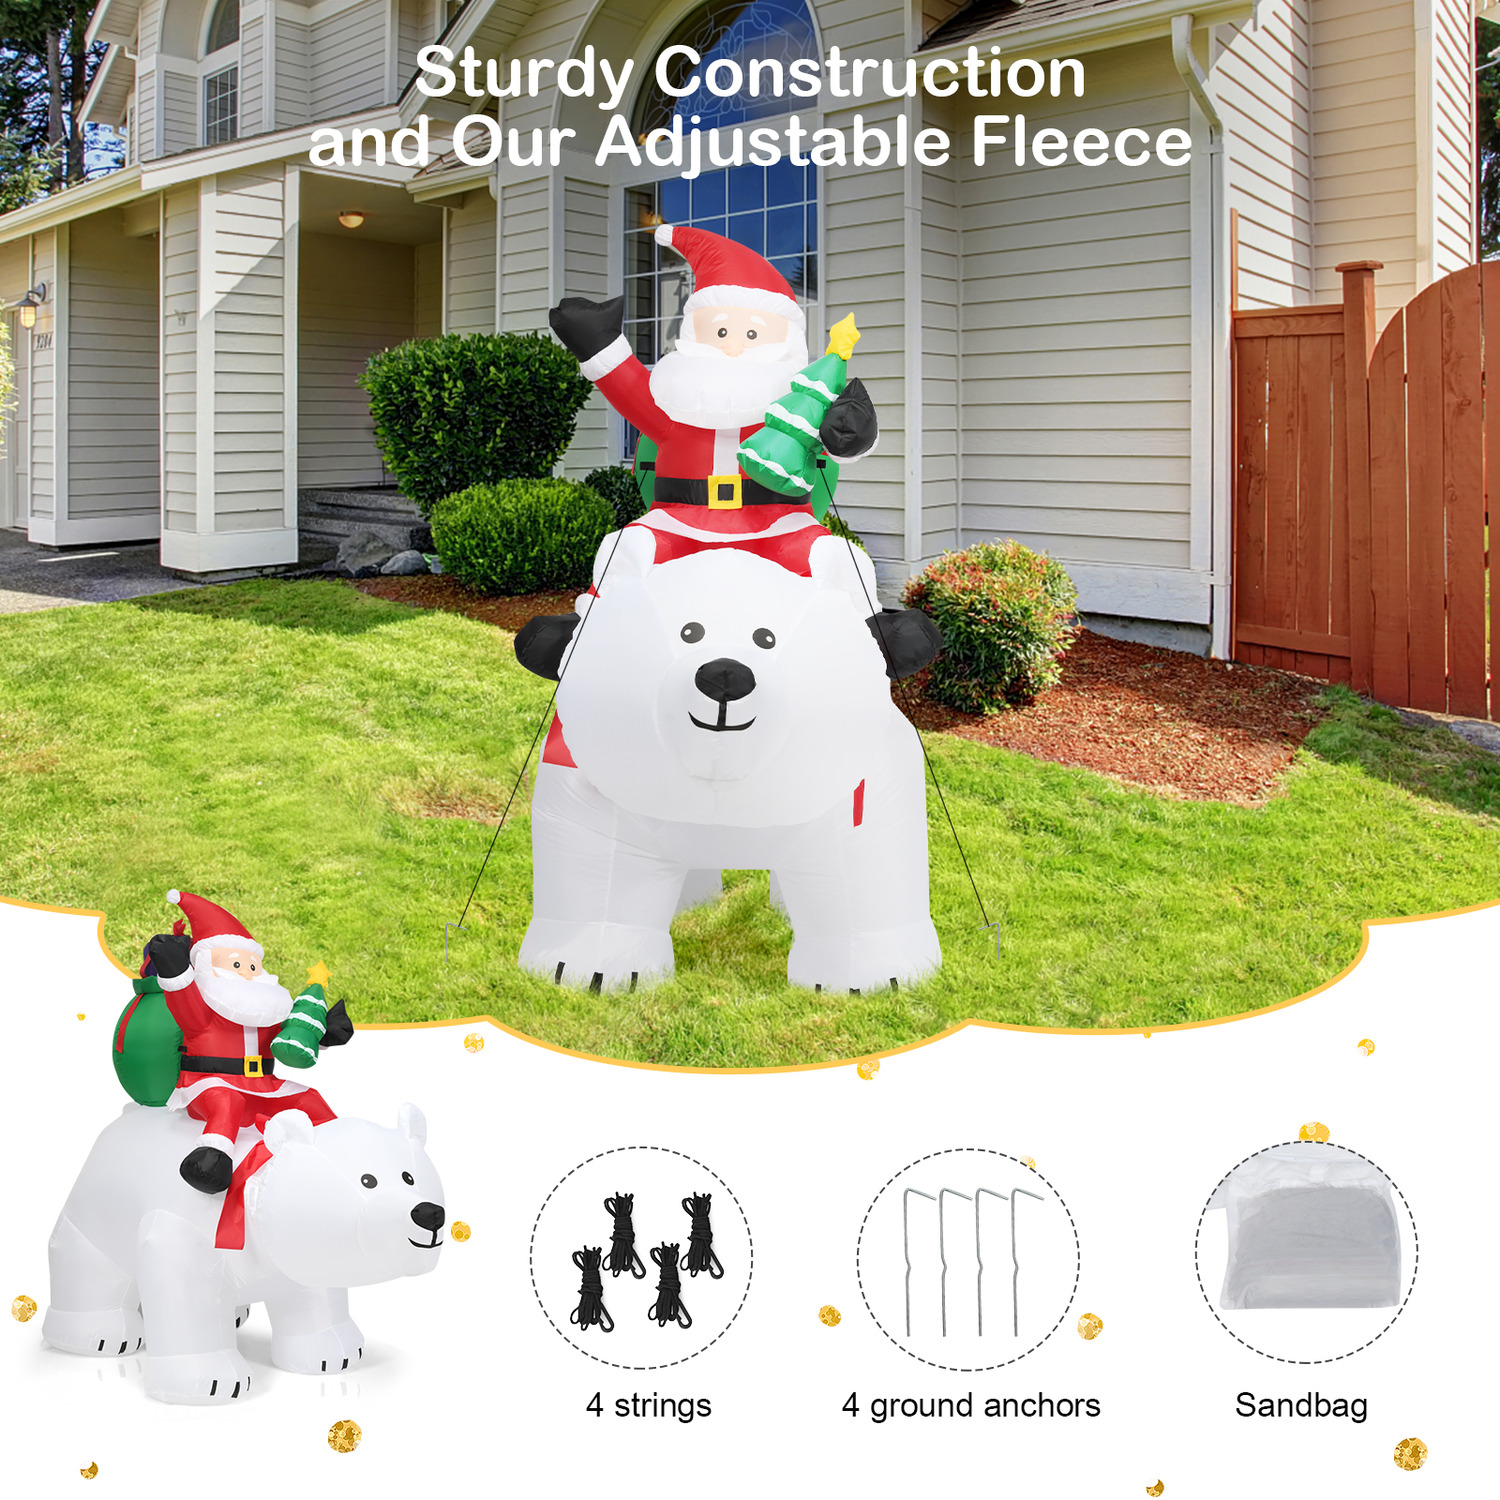 Sturdy Construction
and Our Adjustable Fleece
4 strings
4 ground anchors
Sandbag